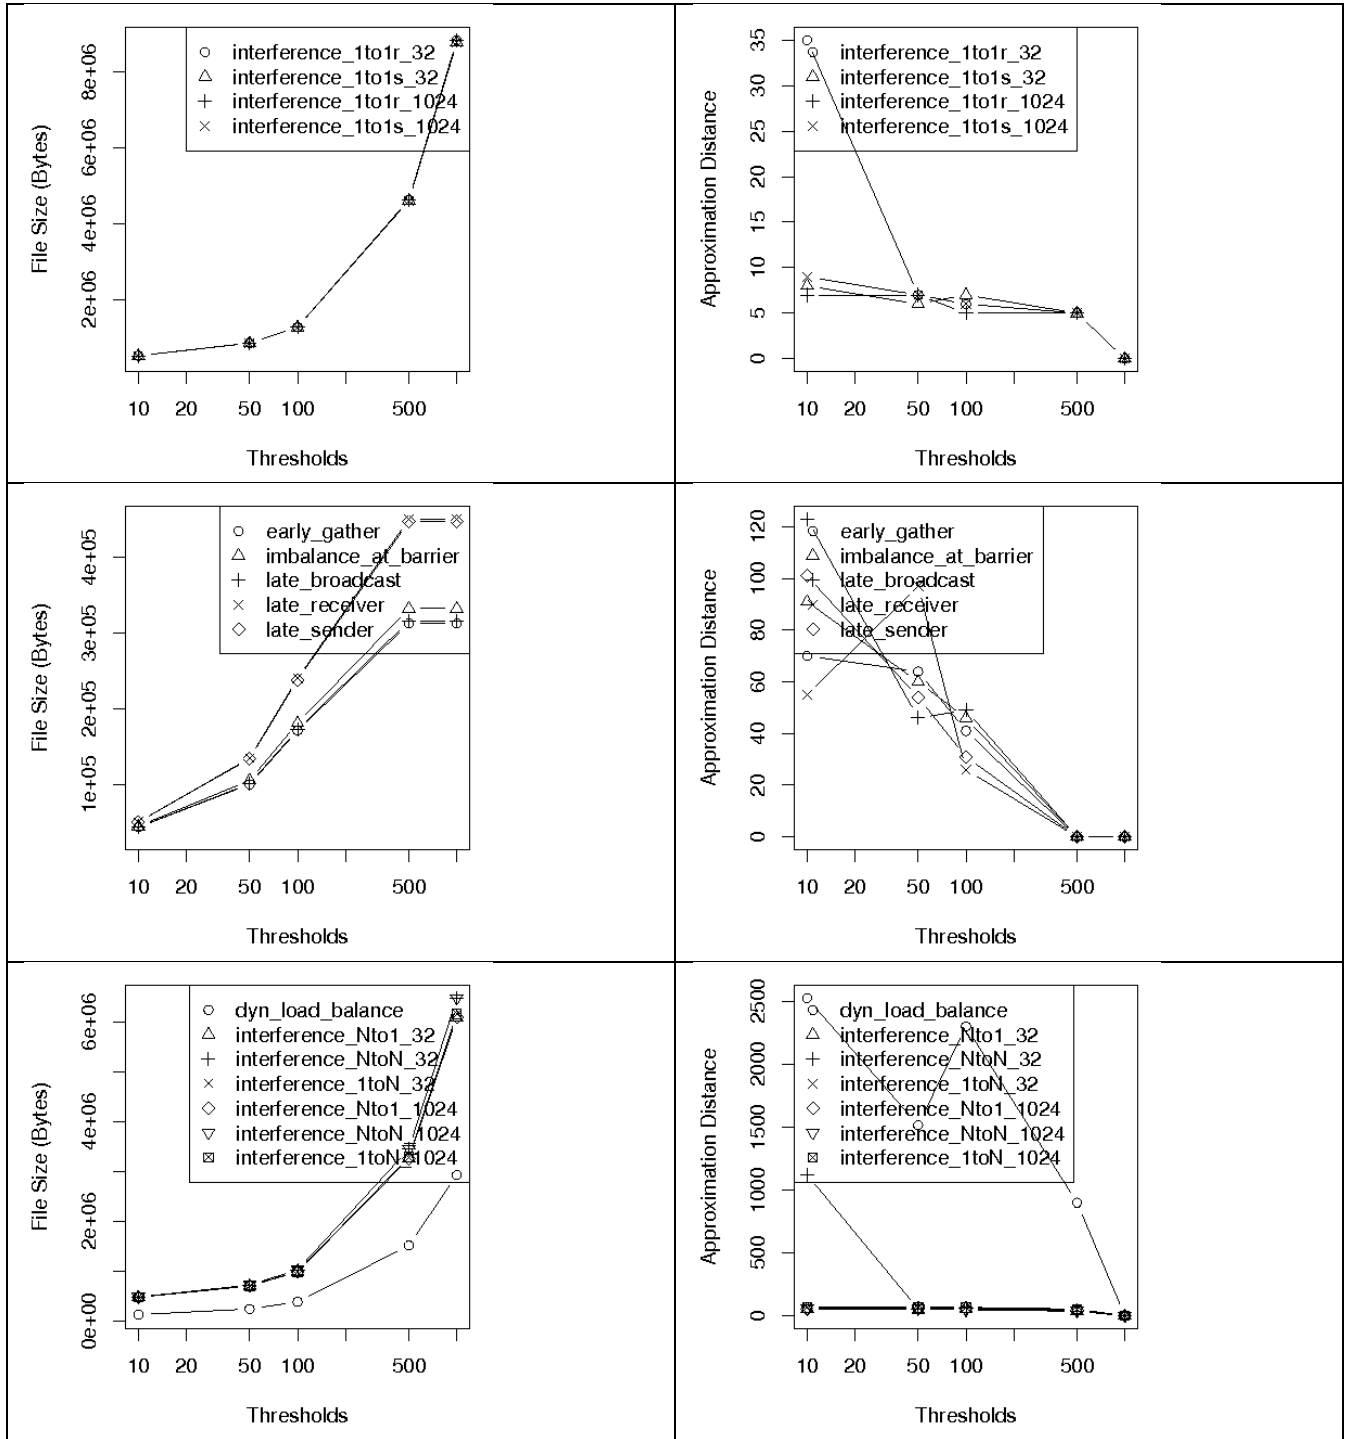 interference_1to1r_32
interference_1to1s_32
interference_1to1r_1024
interference_1to1s_1024
File Size (Bytes)
8e+06
6e+06
4e+06
2e+06
10 20 50 100 500
Thresholds
interference_1to1r_32
interference_1to1s_32
interference_1to1r_1024
interference_1to1s_1024
Approximation Distance
35
30
25
20
15
10
5
0
10 20 50 100 500
Thresholds
early_gather
imbalance_at_barrier
late_broadcast
late_receiver
late_sender
File Size (Bytes)
4e+05
3e+05
2e+05
1e+05
10 20 50 100 500
Thresholds
early_gather
imbalance_at_barrier
late_broadcast
late_receiver
late_sender
Approximation Distance
120
100
80
60
40
20
0
10 20 50 100 500
Thresholds
dyn_load_balance
interference_Nto1_32
interference_NtoN_32
interference_1toN_32
interference_Nto1_1024
interference_NtoN_1024
interference_1toN_1024
File Size (Bytes)
6e+06
4e+06
2e+06
0e+00
10 20 50 100 500
Thresholds
dyn_load_balance
interference_Nto1_32
interference_NtoN_32
interference_1toN_32
interference_Nto1_1024
interference_NtoN_1024
interference_1toN_1024
Approximation Distance
2500
2000
1500
1000
500
0
10 20 50 100 500
Thresholds